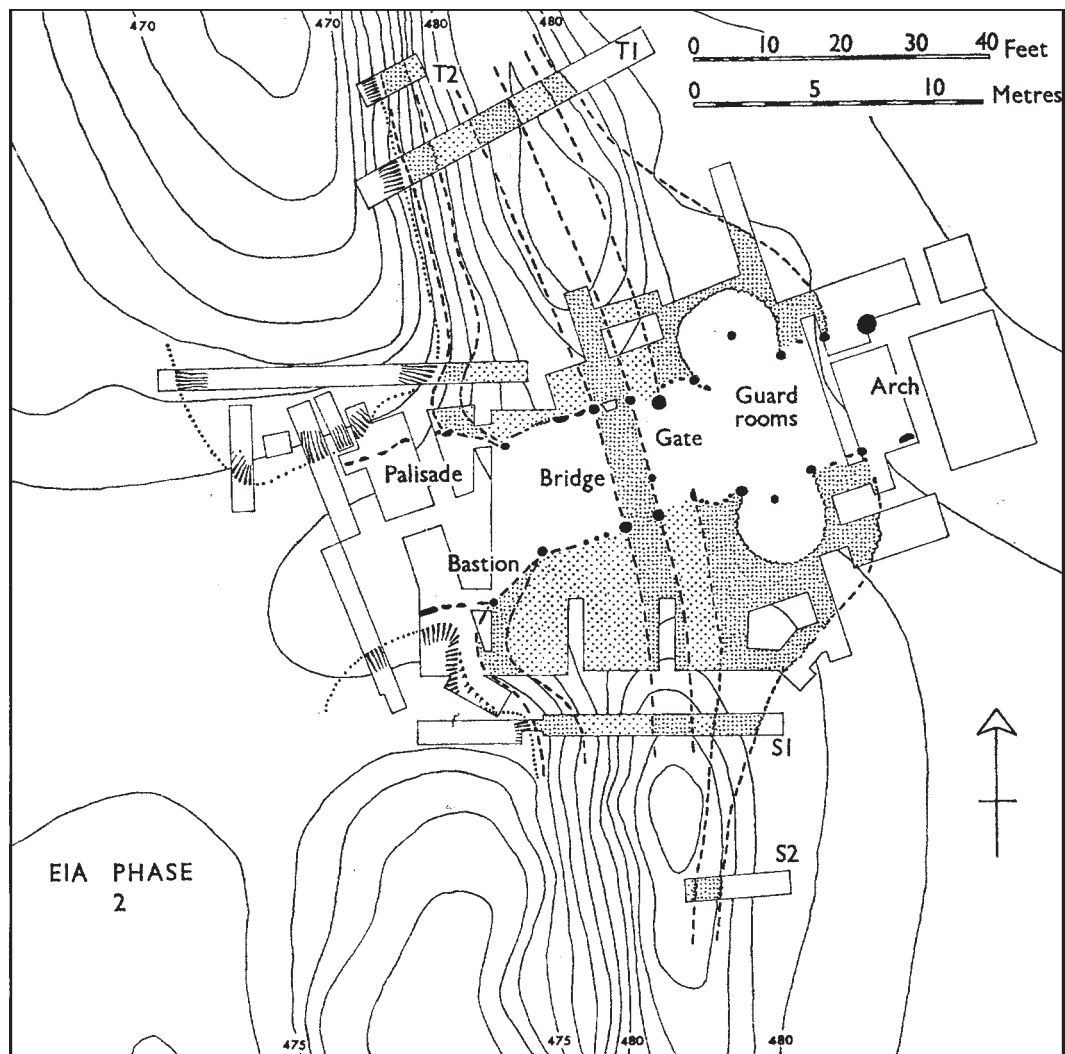 470
470
480
480
T1
T2
0 10 20 30 40 Feet
0 5 10 Metres
Guard
rooms
Arch
Gate
Palisade
Bridge
Bastion
S1
S2
EIA PHASE
2
475
475
480
480